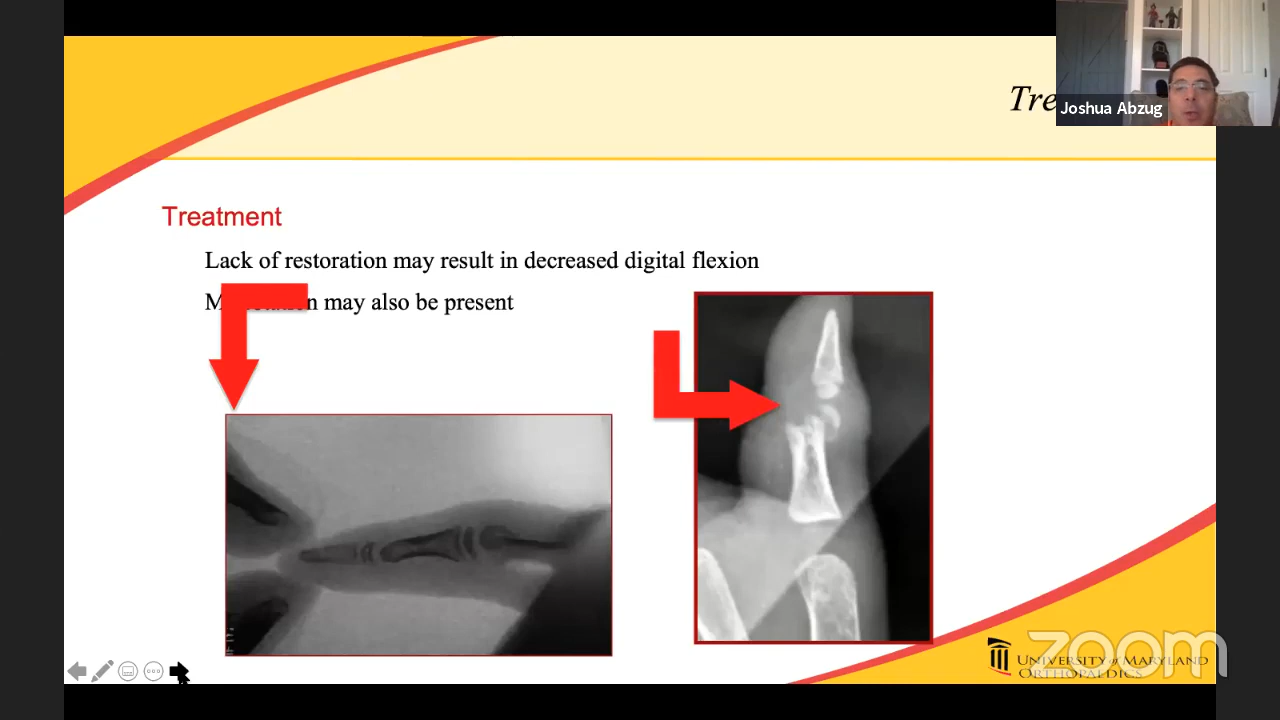 Joshua Abzug
Treatment
Lack of restoration may result in decreased digital flexion
may also be present
zoom
UNIVERSITY of MARYLAND
ORTHOPAEDICS